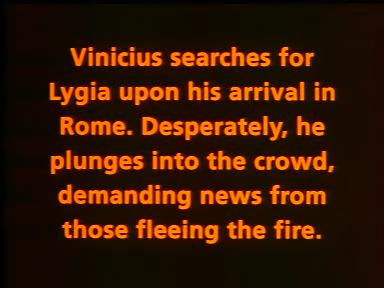 Vinicius searches for
Lygia upon his arrival in
Rome. Desperately, he
plunges into the crowd,
demanding news from
those fleeing the fire.